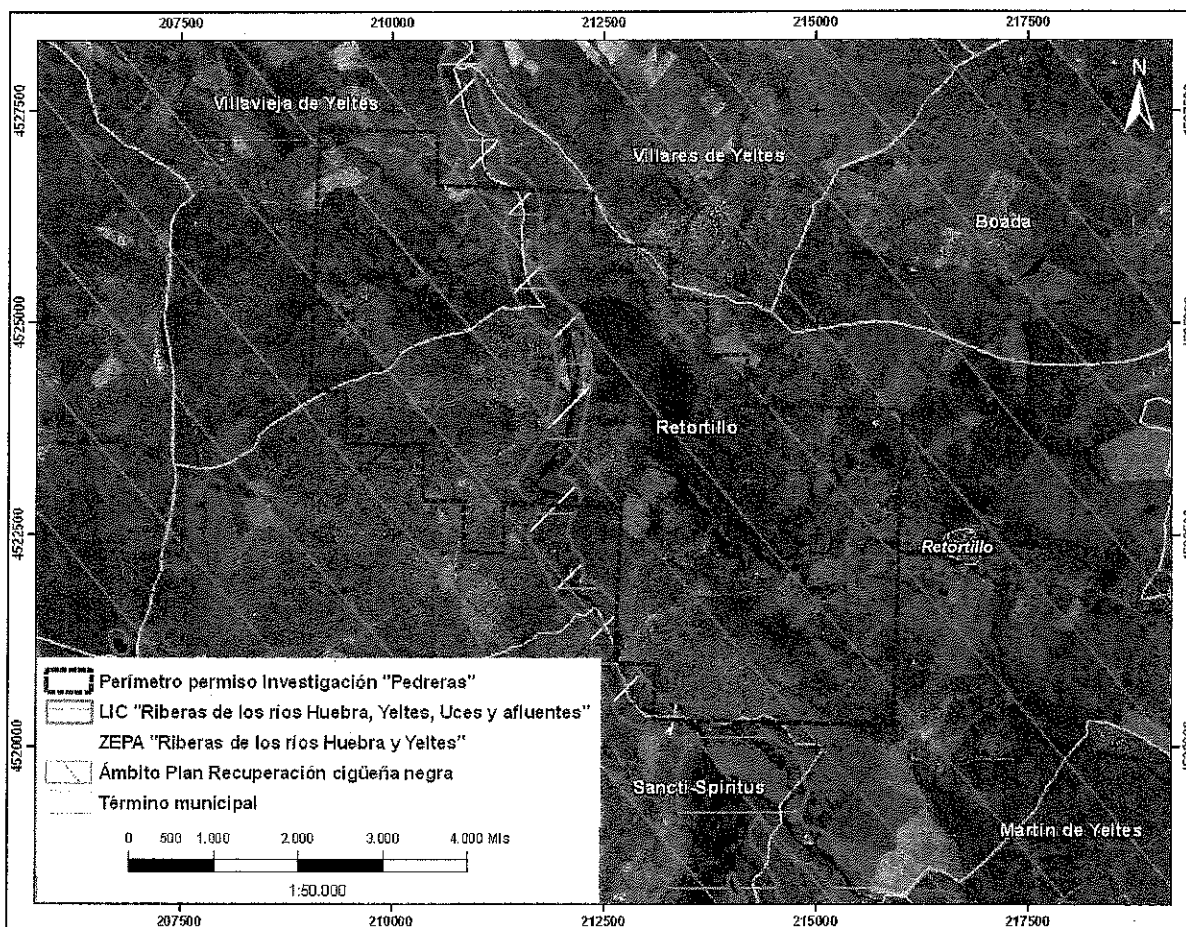 207500 210000 212500 215000 217500
N
Villavieja de Yeltes
4527500
Villares de Yeltes
Boada
4525000
Retortillo
4522500
Retortillo
Perímetro permiso Investigación "Pedreras"
LIC "Riberas de los ríos Huebra, Yeltes, Uces y afluentes"
ZEPA "Riberas de los ríos Huebra y Yeltes"
4520000
Ámbito Plan Recuperación cigüeña negra
Sancti-Spiritus
Término municipal
Martín de Yeltes
0 500 1.000 2.000 3.000 4.000 Mts
1:50.000
207500 210000 212500 215000 217500